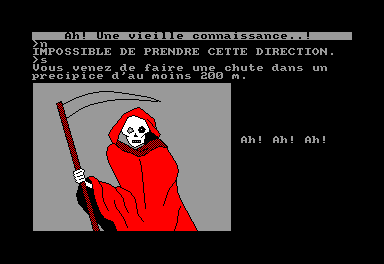 Ah! Une vieille connaissance..!
>n
IMPOSSIBLE DE PRENDRE CETTE DIRECTION.
>s
Vous venez de faire une chute dans un
precipice d'au moins 200 m.
Ah! Ah! Ah!